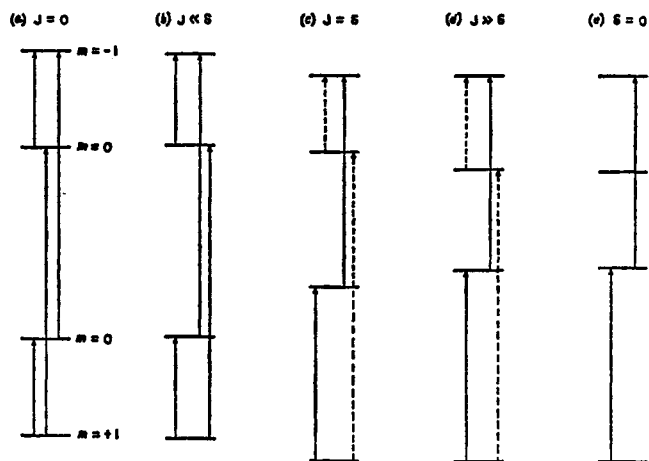 (a) J = 0
(b) J ≪ δ
(c) J = δ
(d) J ≫ δ
(e) δ = 0
m = -1
m = 0
m = 0
m = +1